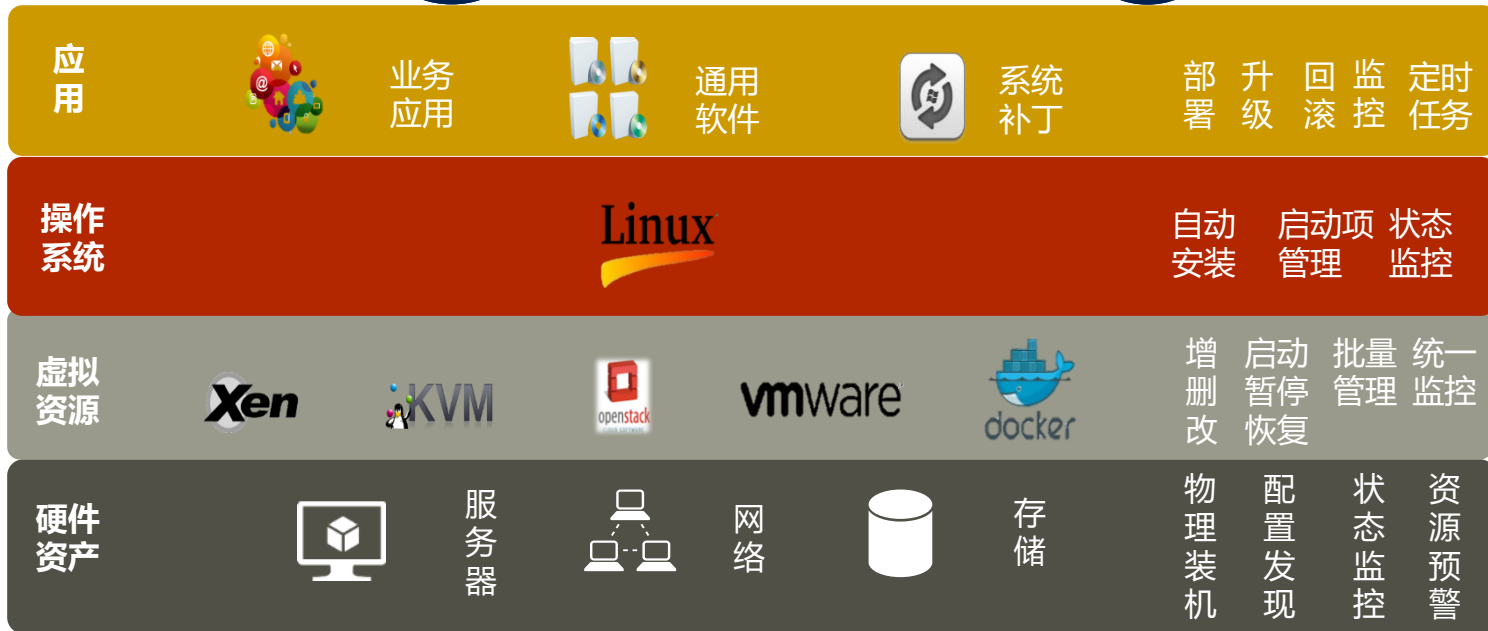 应
用
业务
应用
通用
软件
系统
补丁
部
署
升
级
回
滚
监
控
定时
任务
操作
系统
Linux
自动
安装
启动项
管理
状态
监控
虚拟
资源
Xen
KVM
openstack
CLOUD SOFTWARE
vmware
docker
增
删
改
启动
暂停
恢复
批量
管理
统一
监控
硬件
资产
服
务
器
网
络
存
储
物
理
装
机
配
置
发
现
状
态
监
控
资
源
预
警